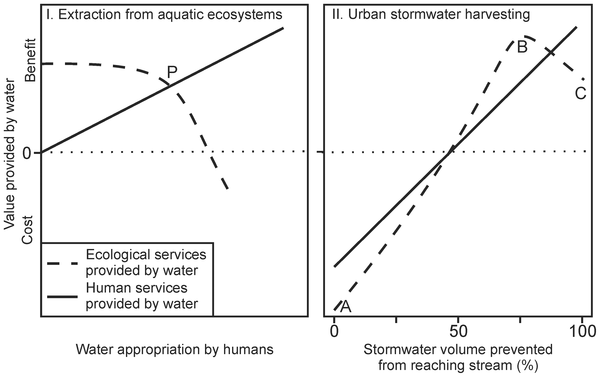 I. Extraction from aquatic ecosystems
II. Urban stormwater harvesting
Value provided by water
Benefit
0
Cost
P
B
C
A
Ecological services
provided by water
Human services
provided by water
0
50
100
Water appropriation by humans
Stormwater volume prevented
from reaching stream (%)